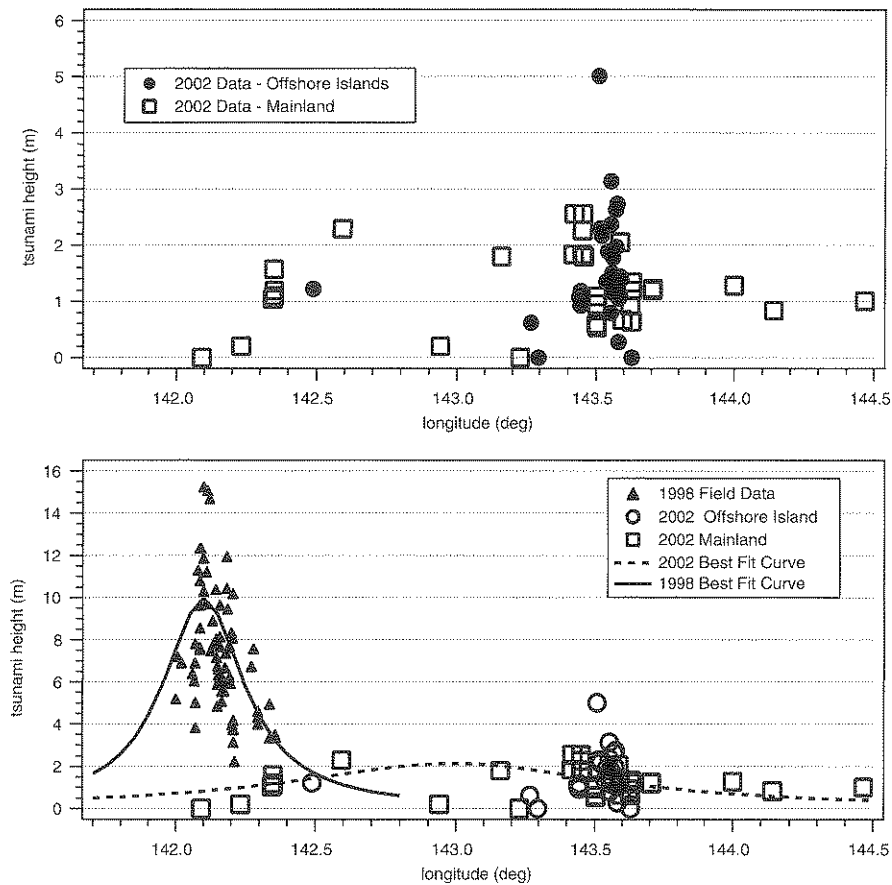 6
5
4
3
2
1
0
tsunami height (m)
2002 Data - Offshore Islands
2002 Data - Mainland
142.0
142.5
143.0
143.5
144.0
144.5
longitude (deg)
16
14
12
10
8
6
4
2
0
tsunami height (m)
1998 Field Data
2002 Offshore Island
2002 Mainland
2002 Best Fit Curve
1998 Best Fit Curve
142.0
142.5
143.0
143.5
144.0
144.5
longitude (deg)